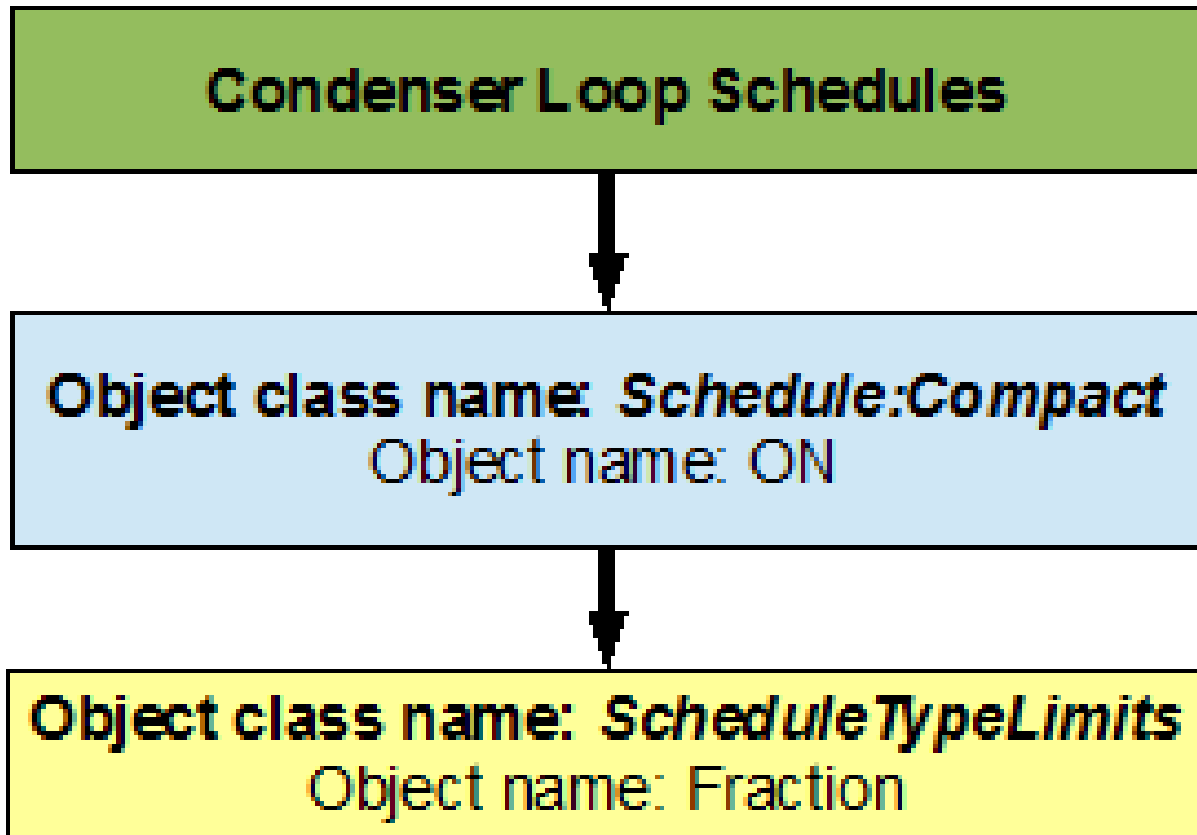 Condenser Loop Schedules
Object class name: Schedule:Compact
Object name: ON
Object class name: ScheduleTypeLimits
Object name: Fraction